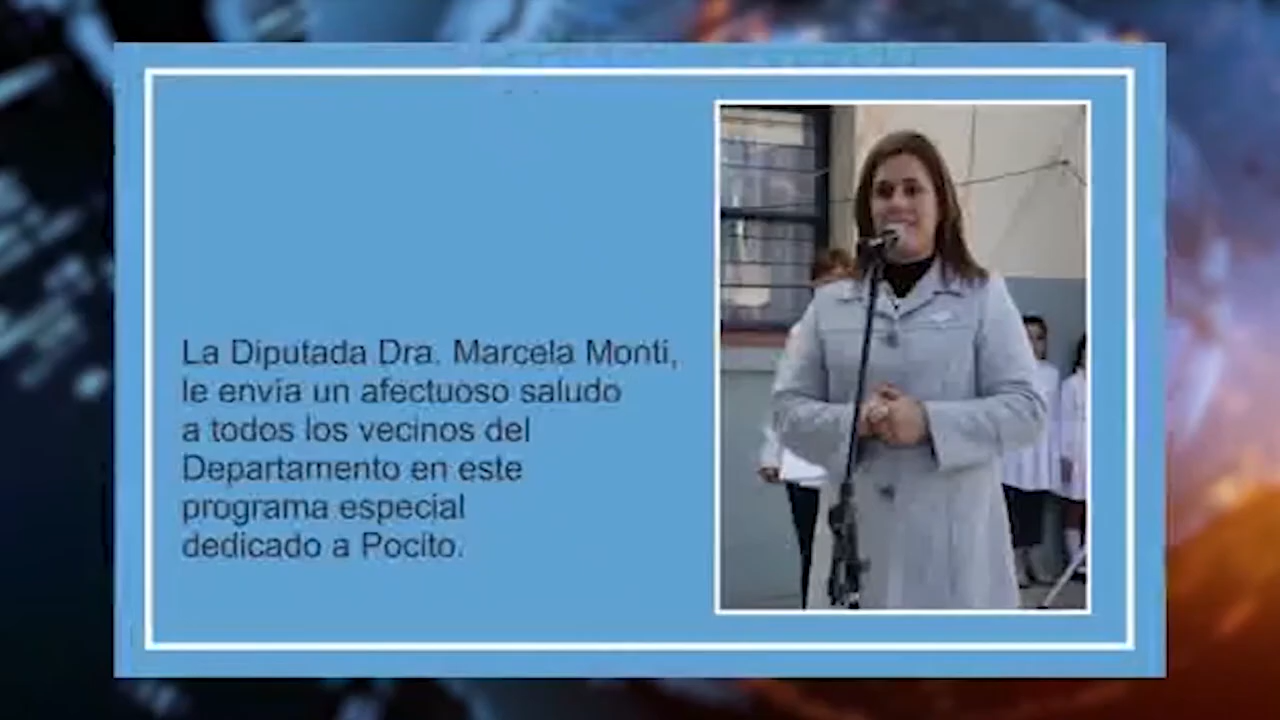 La Diputada Dra. Marcela Monti,
le envía un afectuoso saludo
a todos los vecinos del
Departamento en este
programa especial
dedicado a Pocito.